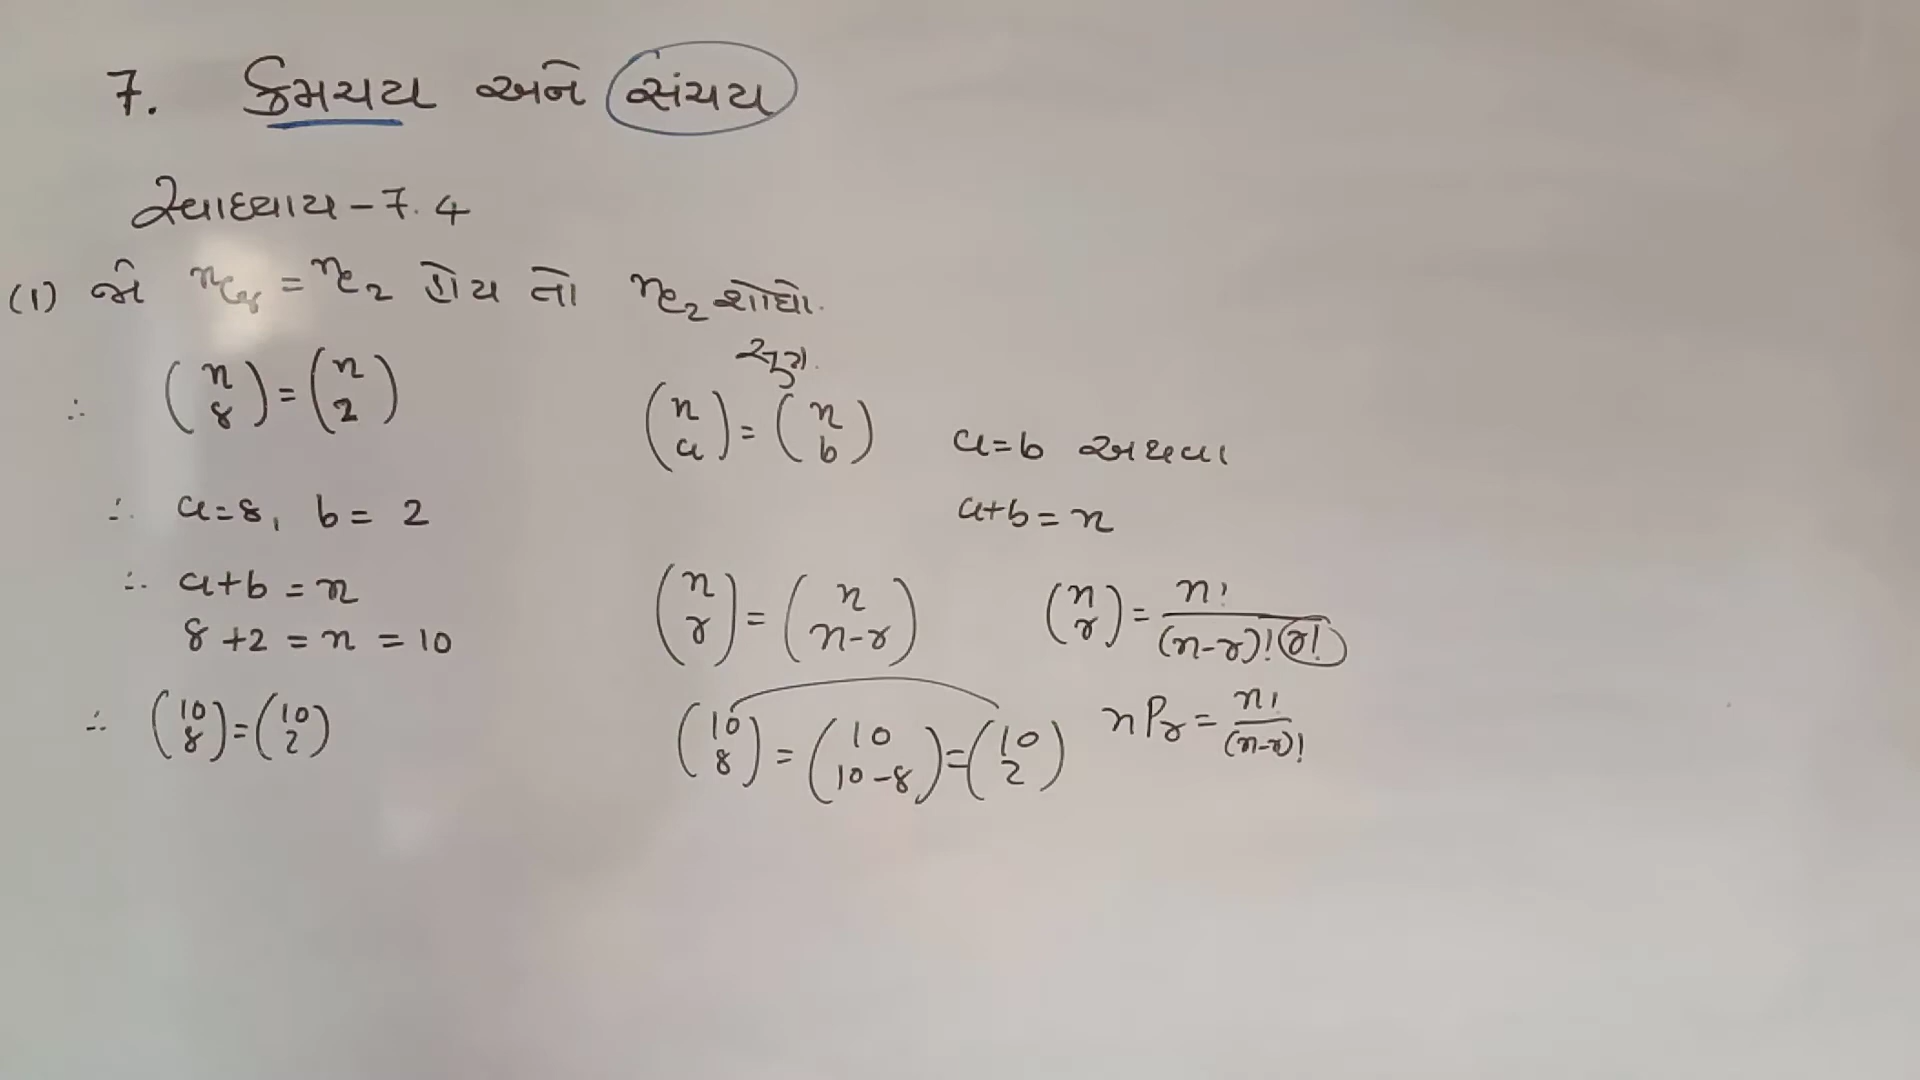 7. ક્રમચય અને સંચય
સ્વાધ્યાય - 7.4
(1) જો nC8 = nC2 હોય તો nC2 શોધો.
સૂત્ર.
∴ (n 8) = (n 2)
(n a) = (n b) a=b અથવા
∴ a=8, b= 2
a+b = n
∴ a+b = n
8+2 = n = 10
(n r) = (n n-r) (n r) = n! / (n-r)! r!
∴ (10 8) = (10 2)
(10 8) = (10 10-8) = (10 2) nPr = n! / (n-r)!